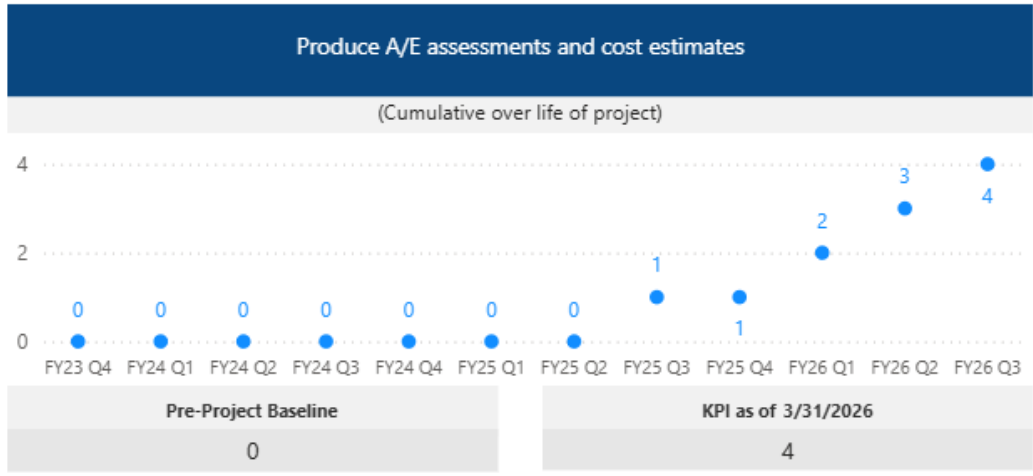 Produce A/E assessments and cost estimates
(Cumulative over life of project)
4
3
4
2
2
1
0 0 0 0 0 0 0
1
0
FY23 Q4 FY24 Q1 FY24 Q2 FY24 Q3 FY24 Q4 FY25 Q1 FY25 Q2 FY25 Q3 FY25 Q4 FY26 Q1 FY26 Q2 FY26 Q3
Pre-Project Baseline KPI as of 3/31/2026
0 4